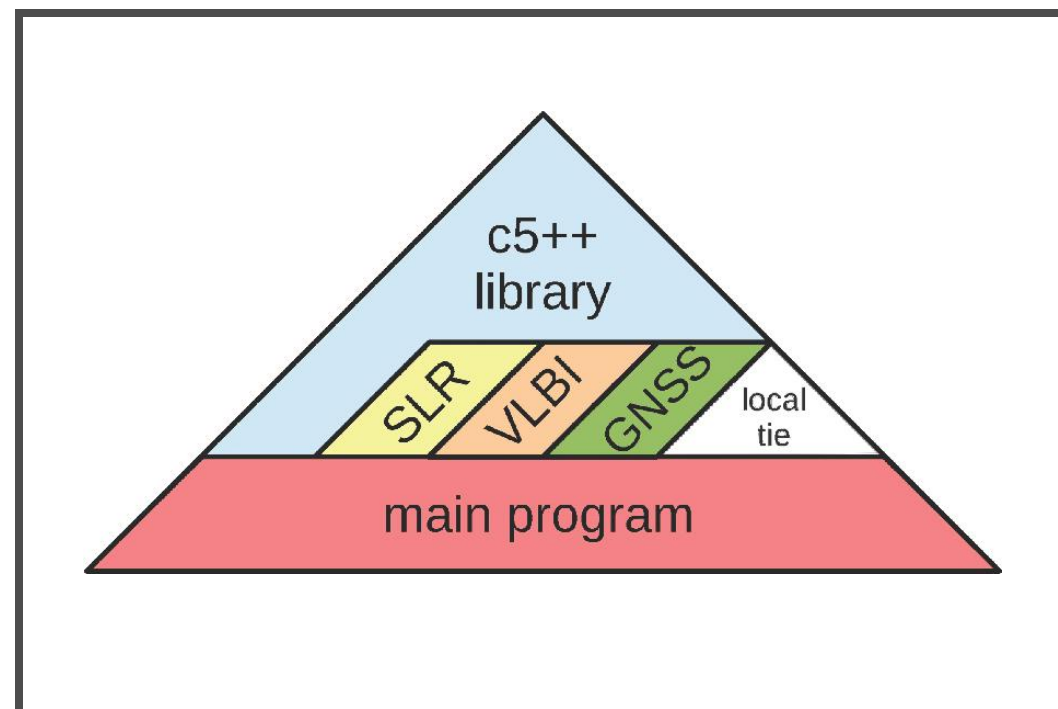 c5++
library
SLR
VLBI
GNSS
local
tie
main program